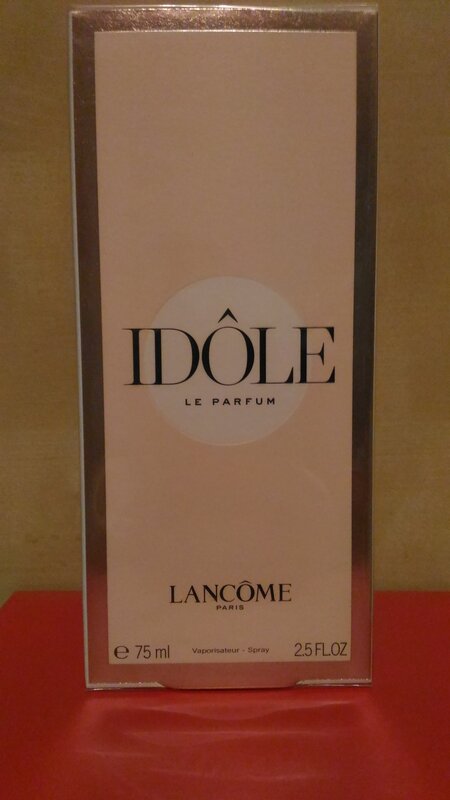 IDÔLE
LE PARFUM
LANCÔME
PARIS
e 75 ml Vaporisateur - Spray 2.5 FL.OZ